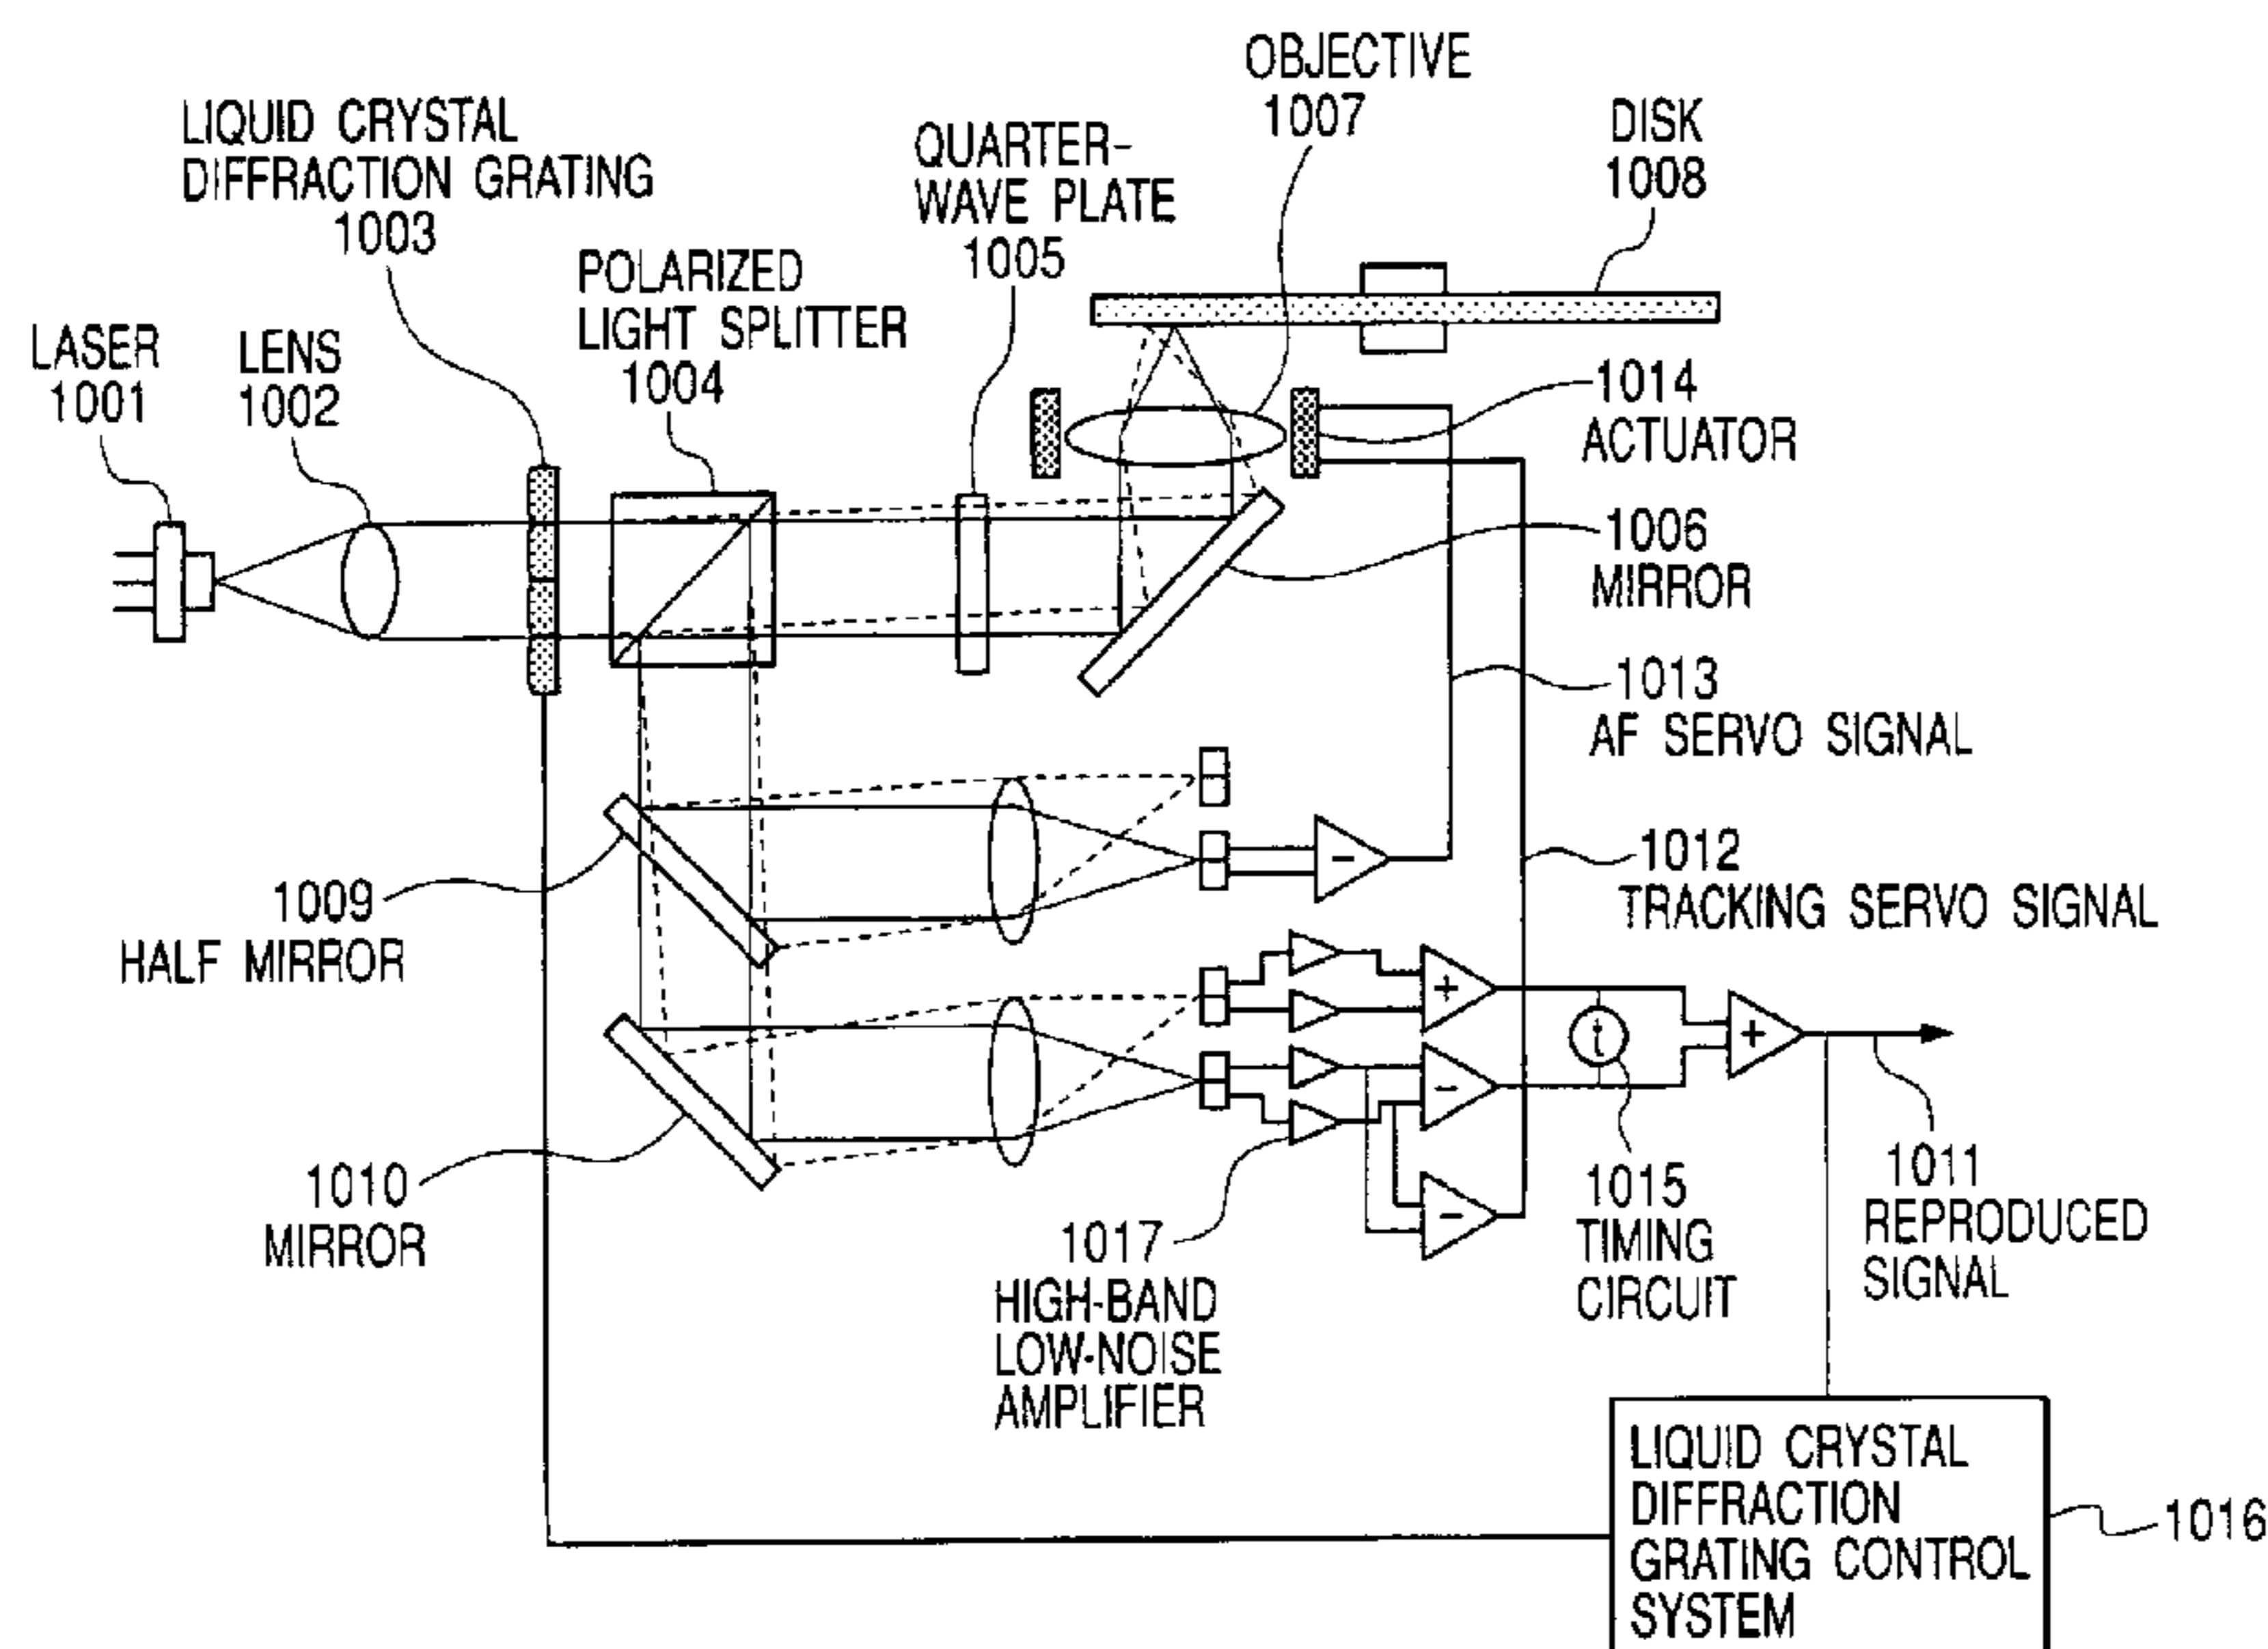 OBJECTIVE
1007
LIQUID CRYSTAL
DIFFRACTION GRATING
1003
QUARTER-
WAVE PLATE
1005
DISK
1008
POLARIZED
LIGHT SPLITTER
1004
LASER
1001
LENS
1002
1014
ACTUATOR
1006
MIRROR
1013
AF SERVO SIGNAL
-
1012
TRACKING SERVO SIGNAL
1009
HALF MIRROR
+
t
+
-
-
1010
MIRROR
1017
HIGH-BAND
LOW-NOISE
AMPLIFIER
1015
TIMING
CIRCUIT
1011
REPRODUCED
SIGNAL
LIQUID CRYSTAL
DIFFRACTION
GRATING CONTROL
SYSTEM
1016